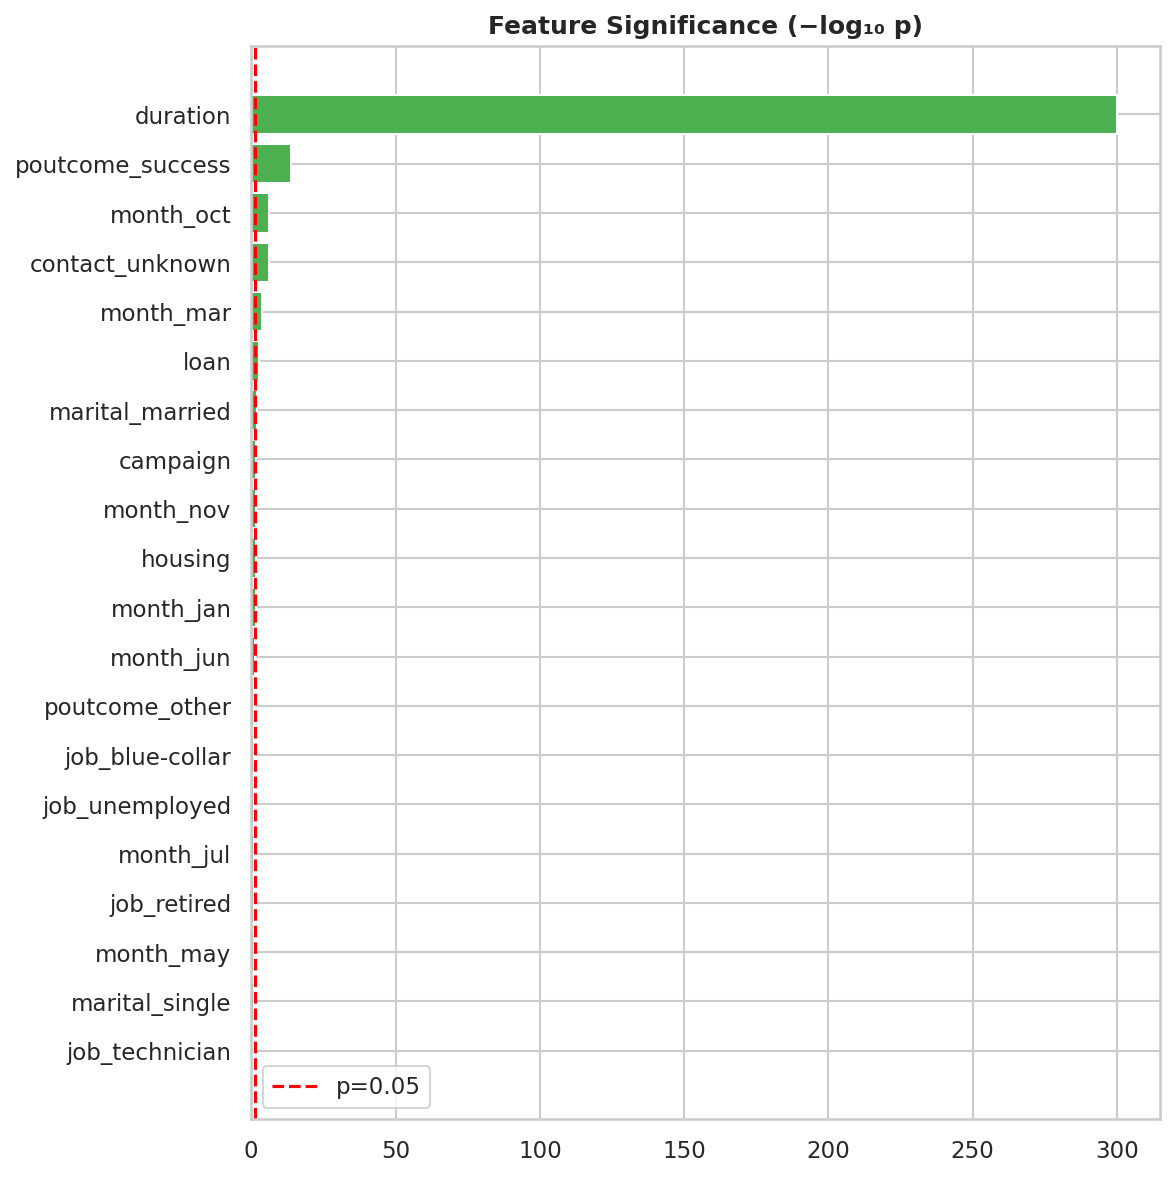 Feature Significance (−log₁₀ p)
duration
poutcome_success
month_oct
contact_unknown
month_mar
loan
marital_married
campaign
month_nov
housing
month_jan
month_jun
poutcome_other
job_blue-collar
job_unemployed
month_jul
job_retired
month_may
marital_single
job_technician
p=0.05
0 50 100 150 200 250 300